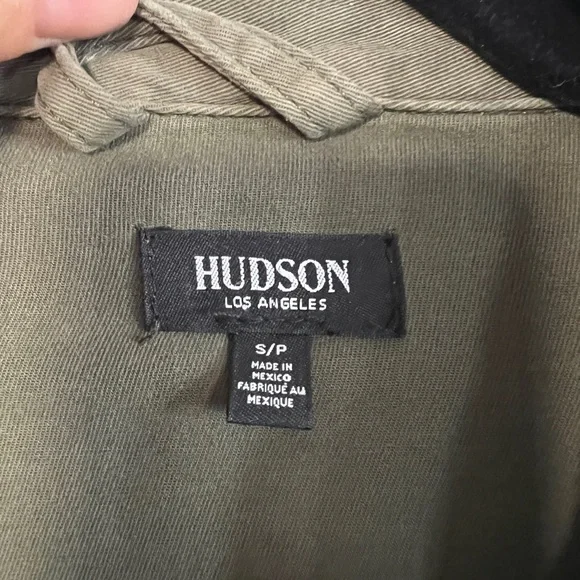 HUDSON
LOS ANGELES
S/P
MADE IN
MEXICO
FABRIQUÉ AU
MEXIQUE